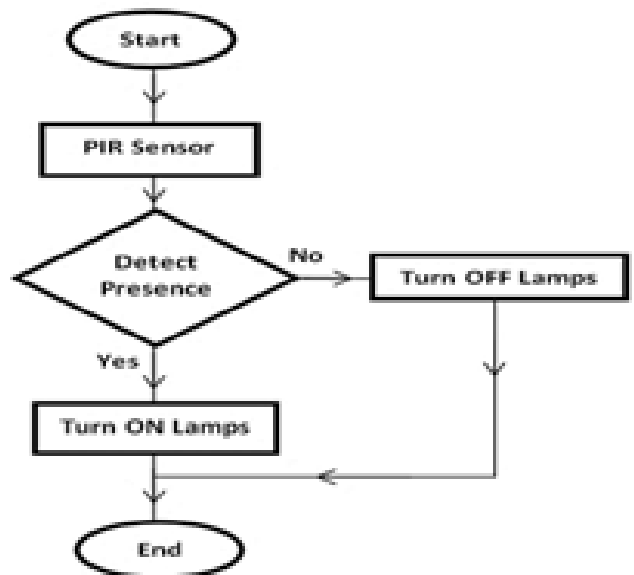 Start
PIR Sensor
Detect
Presence
No
Turn OFF Lamps
Yes
Turn ON Lamps
End